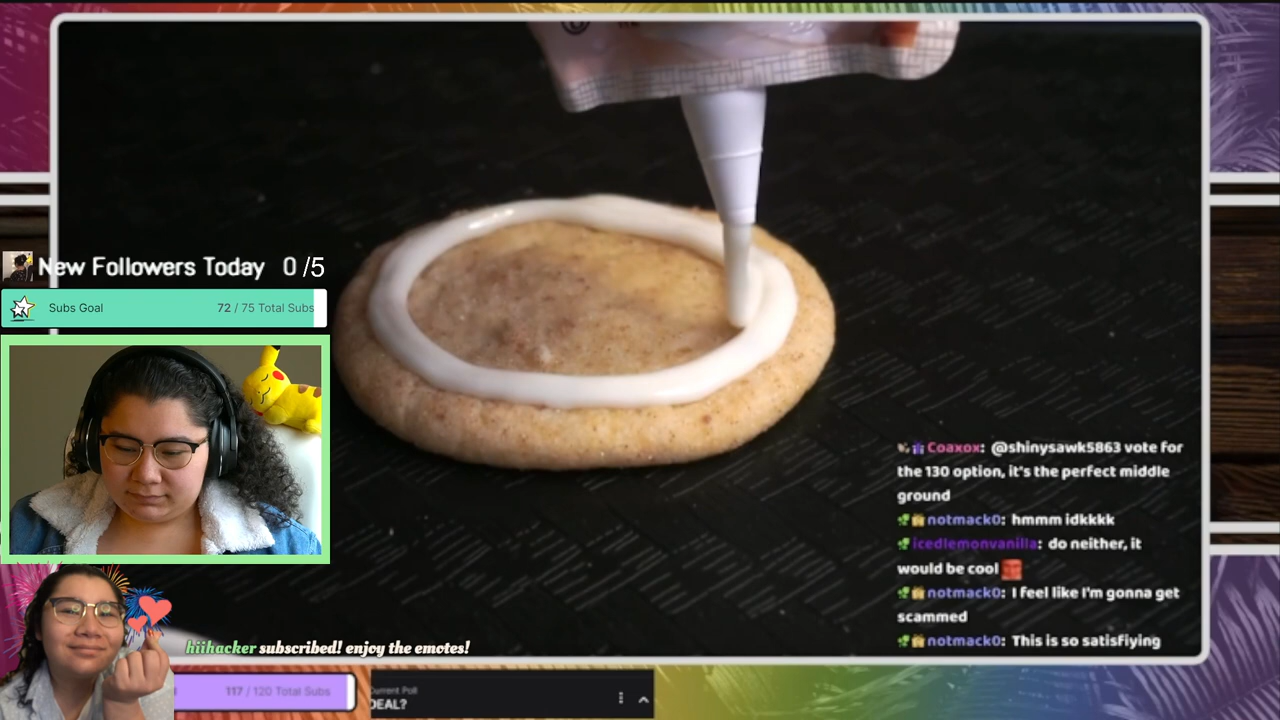 New Followers Today 0 /5
Subs Goal 72 / 75 Total Subs
Coaxox: @shinysawk5863 vote for
the 130 option, it's the perfect middle
ground
notmack0: hmmm idkkkk
icedlemonvanilla: do neither, it
would be cool
notmack0: I feel like I'm gonna get
scammed
notmack0: This is so satisfiying
hiihacker subscribed! enjoy the emotes!
117 / 120 Total Subs
Current Poll
DEAL?